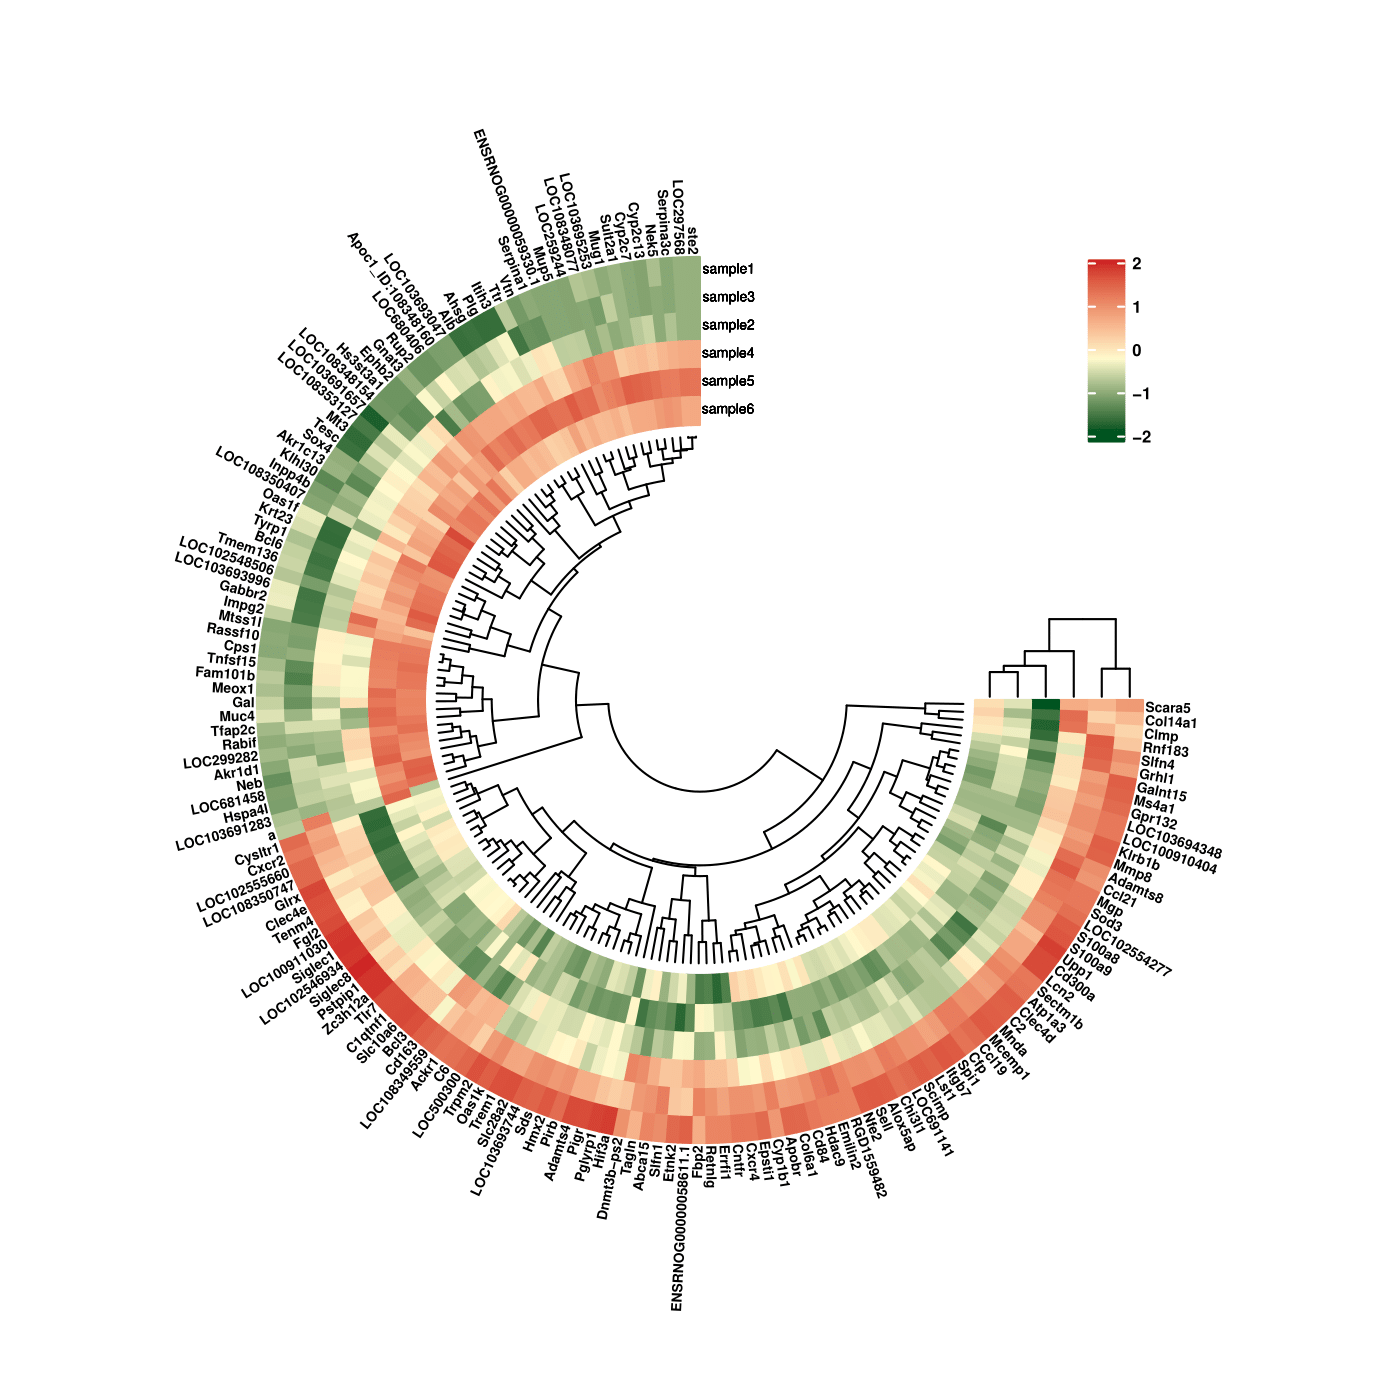 ste2
LOC297568
Serpina3c
Nek5
Cyp2c13
Cyp2c7
Sult2a1
Mug1
LOC103695253
LOC108348077
LOC259244
Mup5
ENSRNOG00000059330.1
Serpina1
Vtn
Ttr
Itih3
Plg
Ahsg
Alb
LOC103693047
Apoc1_ID:108348160
LOC680406
Rup2
Gnat3
Ephb2
Hs3st3a1
LOC108348154
LOC103691657
LOC108353127
Mt3
Tesc
Sox4
Akr1c13
Klhl30
Inpp4b
LOC108350407
Oas1f
Krt23
Tyrp1
Bcl6
Tmem136
LOC102548506
LOC103693996
Gabbr2
Impg2
Mtss1l
Rassf10
Cps1
Tnfsf15
Fam101b
Meox1
Gal
Muc4
Tfap2c
Rabif
LOC299282
Akr1d1
Neb
LOC681458
Hspa4l
LOC103691283
a
Cysltr1
Cxcr2
LOC102555660
LOC108350747
Glrx
Clec4e
Tenm4
Fgl2
LOC100911030
Siglec1
LOC102546934
Siglec8
Pstpip1
Zc3h12a
Tlr7
C1qtnf1
Slc10a6
Bcl3
Cd163
LOC108349559
Ackr1
C6
LOC500300
Trpm2
Oas1k
Trem1
Slc28a2
LOC103693744
Sds
Hmx2
Pirb
Adamts4
Pigr
Pglyrp1
Hif3a
Dnmt3b-ps2
Tagln
Abca15
Slfn1
Etnk2
ENSRNOG00000058611.1
Fbp2
Retnlg
Errfi1
Cntfr
Cxcr4
Epsti1
Cyp1b1
Apobr
Col6a1
Cd84
Hdac9
Emilin2
RGD1559482
Nfe2
Sell
Alox5ap
Chi3l1
LOC691141
Scimp
Lst1
Itgb7
Spi1
Cfp
Ccl19
Mcemp1
Mnda
C2
Clec4d
Atp1a3
Sectm1b
Lcn2
Cd300a
Upp1
S100a9
S100a8
LOC102554277
Sod3
Mgp
Ccl21
Adamts8
Mmp8
Klrb1b
LOC100910404
LOC103694348
Gpr132
Ms4a1
Galnt15
Grhl1
Slfn4
Rnf183
Clmp
Col14a1
Scara5
sample1
sample3
sample2
sample4
sample5
sample6
2
1
0
−1
−2